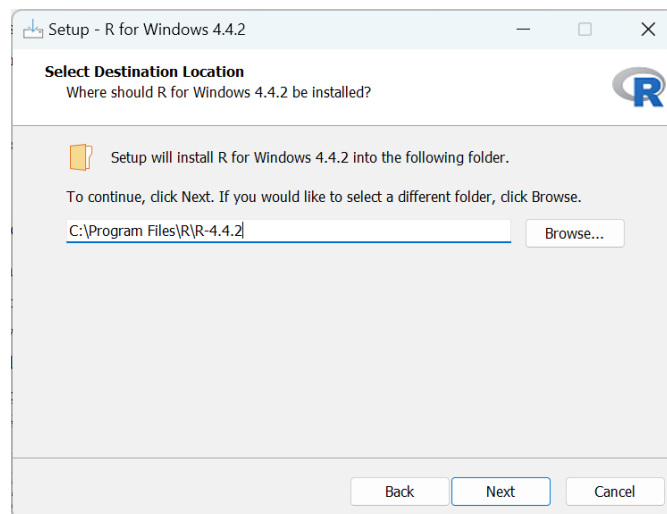 Setup - R for Windows 4.4.2
Select Destination Location
Where should R for Windows 4.4.2 be installed?
R
Setup will install R for Windows 4.4.2 into the following folder.
To continue, click Next. If you would like to select a different folder, click Browse.
C:\Program Files\R\R-4.4.2
Browse...
Back
Next
Cancel